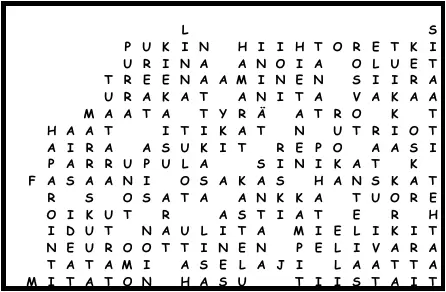 L S
PUKIN HIIHTORETKI
URINA ANOIA OLUET
TREENAAMINEN SIIRA
URAKAT ANITA VAKAA
MAATA TYRÄ ATRO K T
HAAT ITIKAT N UTRIOT
AIRA ASUKIT REPO AASI
PARRUPULA SINIKAT K
FASAANI OSAKAS HANSKAT
R S OSATA ANKKA TUORE
OIKUT R ASTIAT E R H
IDUT NAULITA MIELIKIT
NEUROOTTINEN PELIVARA
TATAMI ASELAJI LAATTA
MITATON HASU TIISTAIT